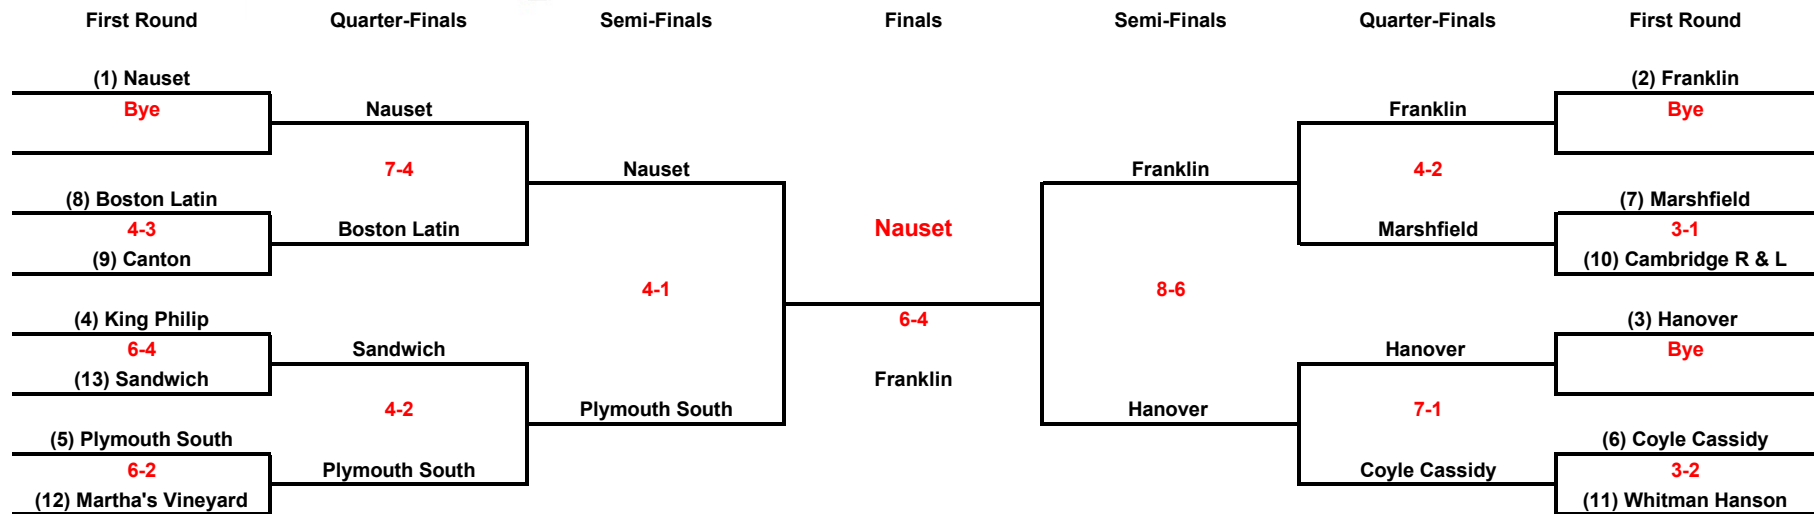 First Round Quarter-Finals Semi-Finals Finals Semi-Finals Quarter-Finals First Round
(1) Nauset (2) Franklin
Bye Nauset Franklin Bye
7-4 Nauset Franklin 4-2
(8) Boston Latin (7) Marshfield
4-3 Boston Latin Nauset Marshfield 3-1
(9) Canton (10) Cambridge R & L
4-1 8-6
(4) King Philip 6-4 (3) Hanover
6-4 Sandwich Hanover Bye
(13) Sandwich Franklin
4-2 Plymouth South Hanover 7-1
(5) Plymouth South (6) Coyle Cassidy
6-2 Plymouth South Coyle Cassidy 3-2
(12) Martha's Vineyard (11) Whitman Hanson